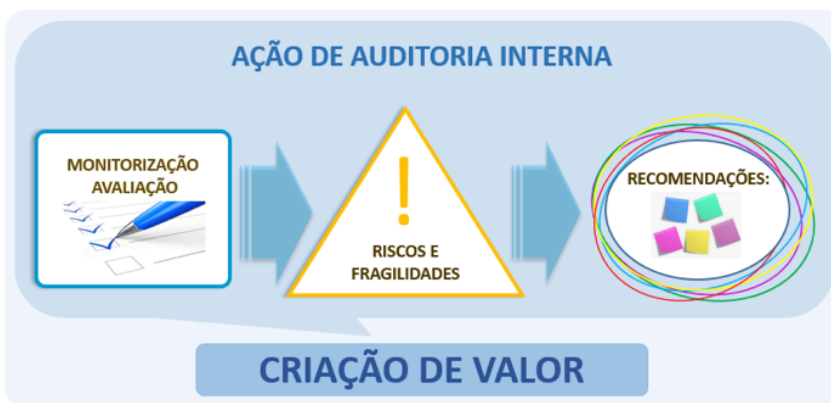 AÇÃO DE AUDITORIA INTERNA
MONITORIZAÇÃO
AVALIAÇÃO
!
RISCOS E
FRAGILIDADES
RECOMENDAÇÕES:
CRIAÇÃO DE VALOR